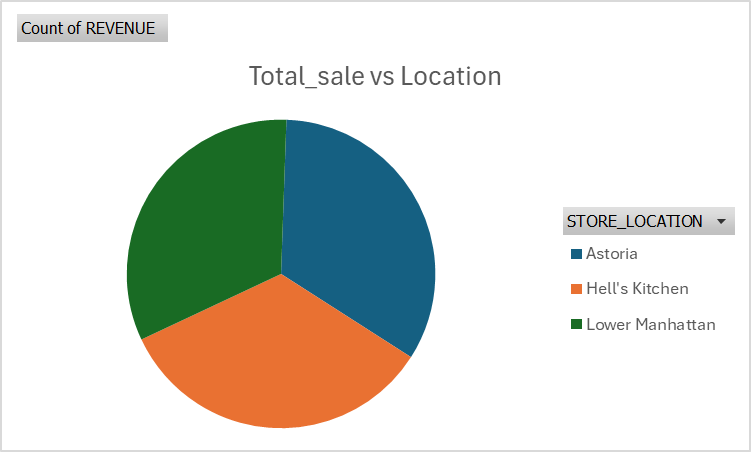 Count of REVENUE
Total_sale vs Location
STORE_LOCATION
Astoria
Hell's Kitchen
Lower Manhattan